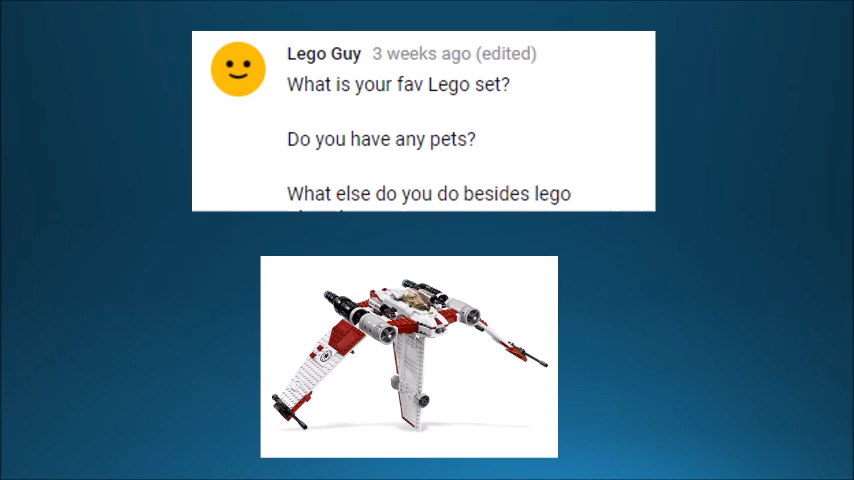 Lego Guy 3 weeks ago (edited)
What is your fav Lego set?
Do you have any pets?
What else do you do besides lego